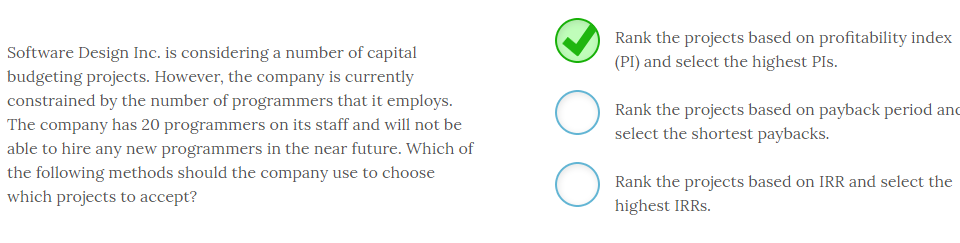 Software Design Inc. is considering a number of capital
budgeting projects. However, the company is currently
constrained by the number of programmers that it employs.
The company has 20 programmers on its staff and will not be
able to hire any new programmers in the near future. Which of
the following methods should the company use to choose
which projects to accept?
Rank the projects based on profitability index
(PI) and select the highest PIs.
Rank the projects based on payback period and
select the shortest paybacks.
Rank the projects based on IRR and select the
highest IRRs.